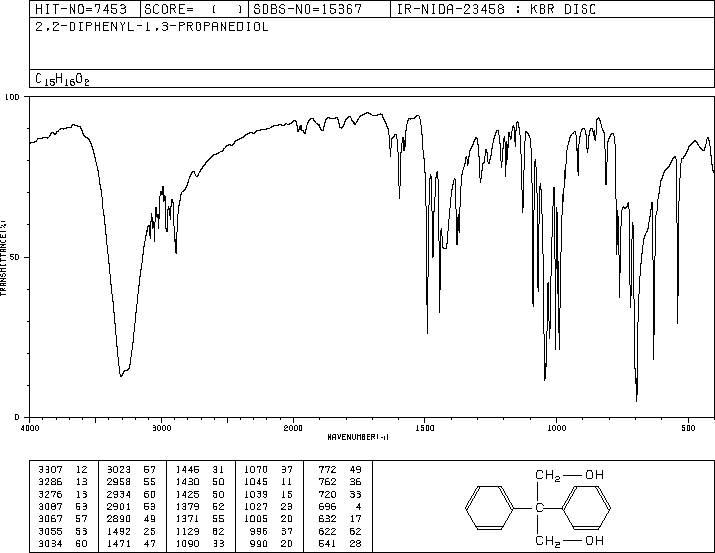 HIT-NO=7453 SCORE= ( ) SDBS-NO=15367 IR-NIDA-23458 : KBR DISC
2,2-DIPHENYL-1,3-PROPANEDIOL
C15H16O2
100
50
0
TRANSMITTANCE(%)
4000 3000 2000 1500 1000 500
WAVENUMBER(-1)
3307 12 3023 57 1446 31 1070 37 772 49
3286 13 2958 55 1430 50 1045 11 762 36
3276 13 2934 60 1425 50 1039 15 720 33
3087 53 2901 53 1379 52 1027 23 696 4
3067 57 2890 49 1371 55 1005 20 632 17
3055 53 1492 25 1129 62 996 37 622 52
3034 60 1471 47 1090 33 990 20 541 28
CH2 OH
C
CH2 OH